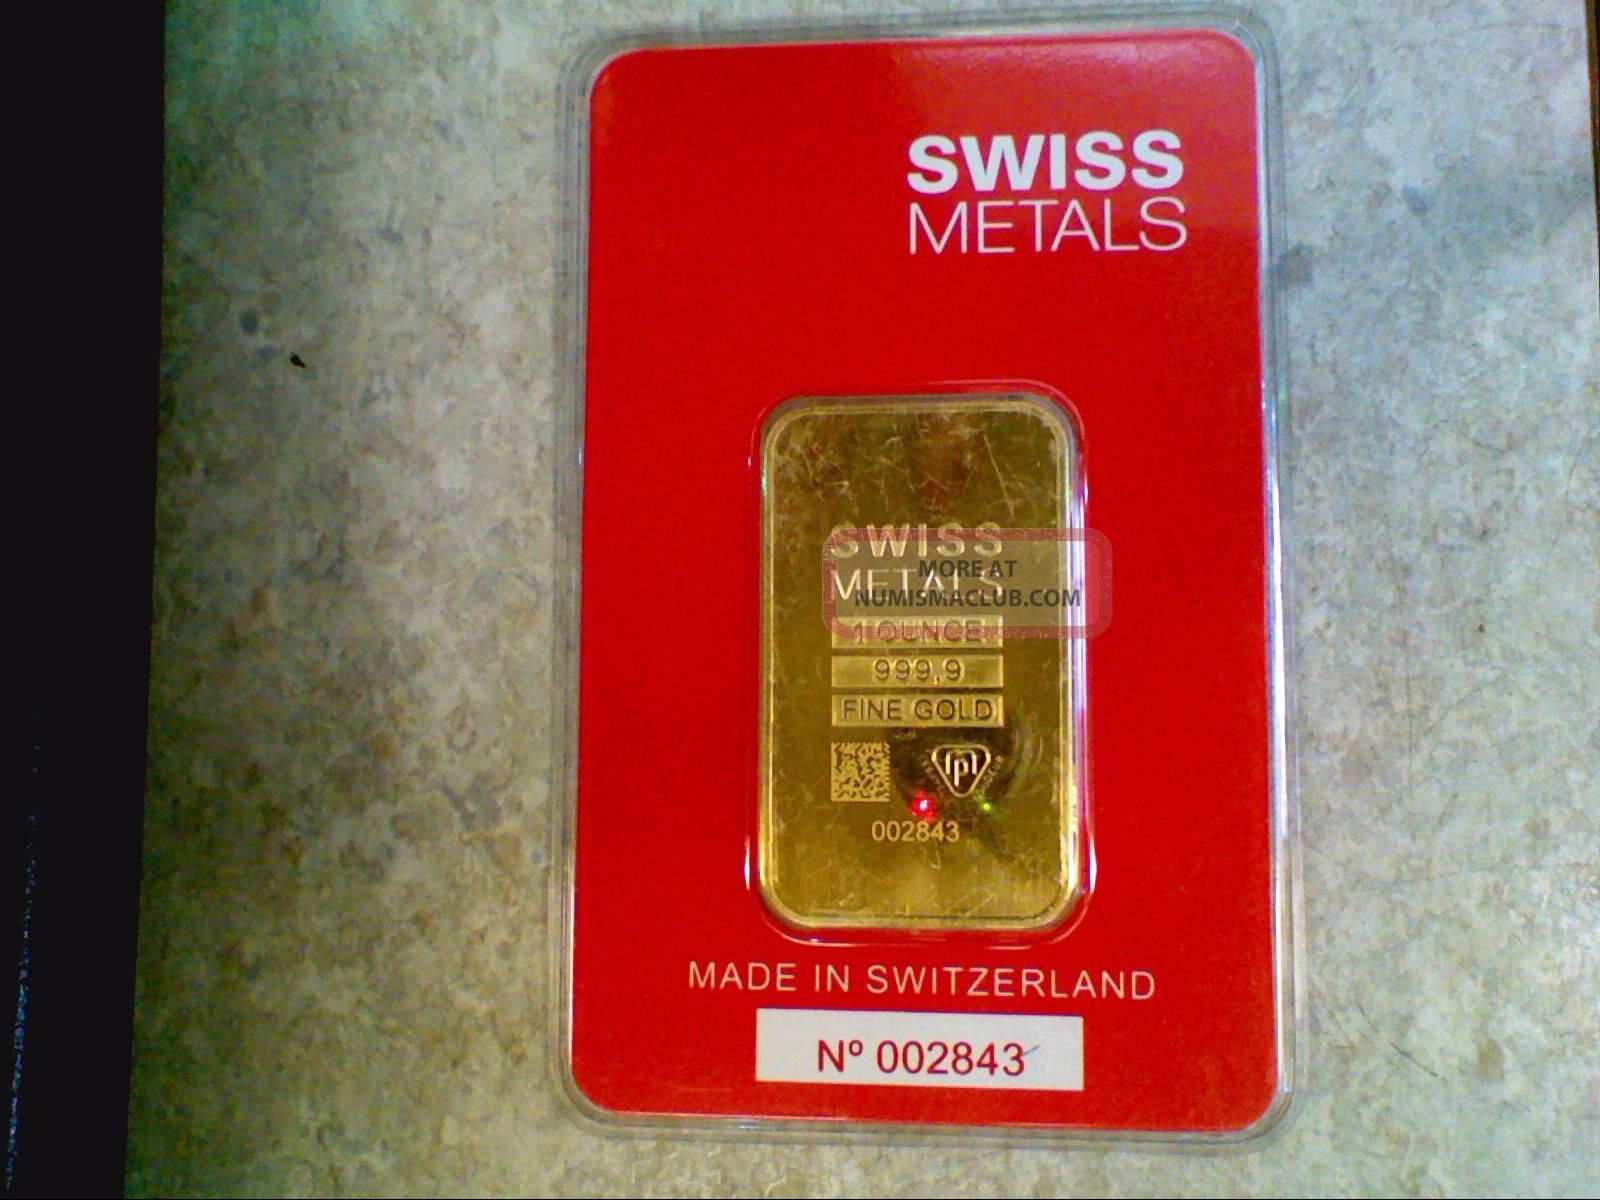 SWISS
METALS
SWISS
METALS
MORE AT
NUMISMACLUB.COM
1 OUNCE
999,9
FINE GOLD
002843
MADE IN SWITZERLAND
Nº 002843